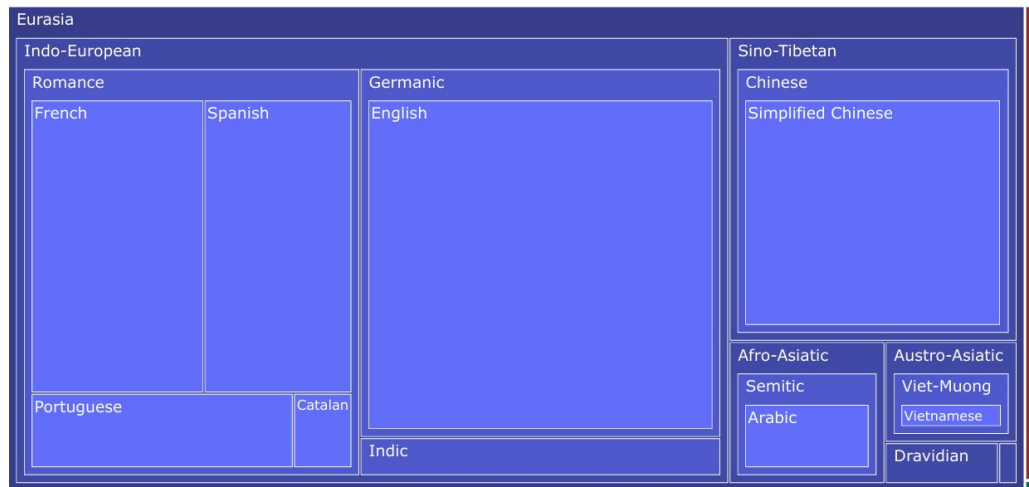 Eurasia
Indo-European
Romance
French
Spanish
Portuguese
Catalan
Germanic
English
Indic
Sino-Tibetan
Chinese
Simplified Chinese
Afro-Asiatic
Semitic
Arabic
Austro-Asiatic
Viet-Muong
Vietnamese
Dravidian